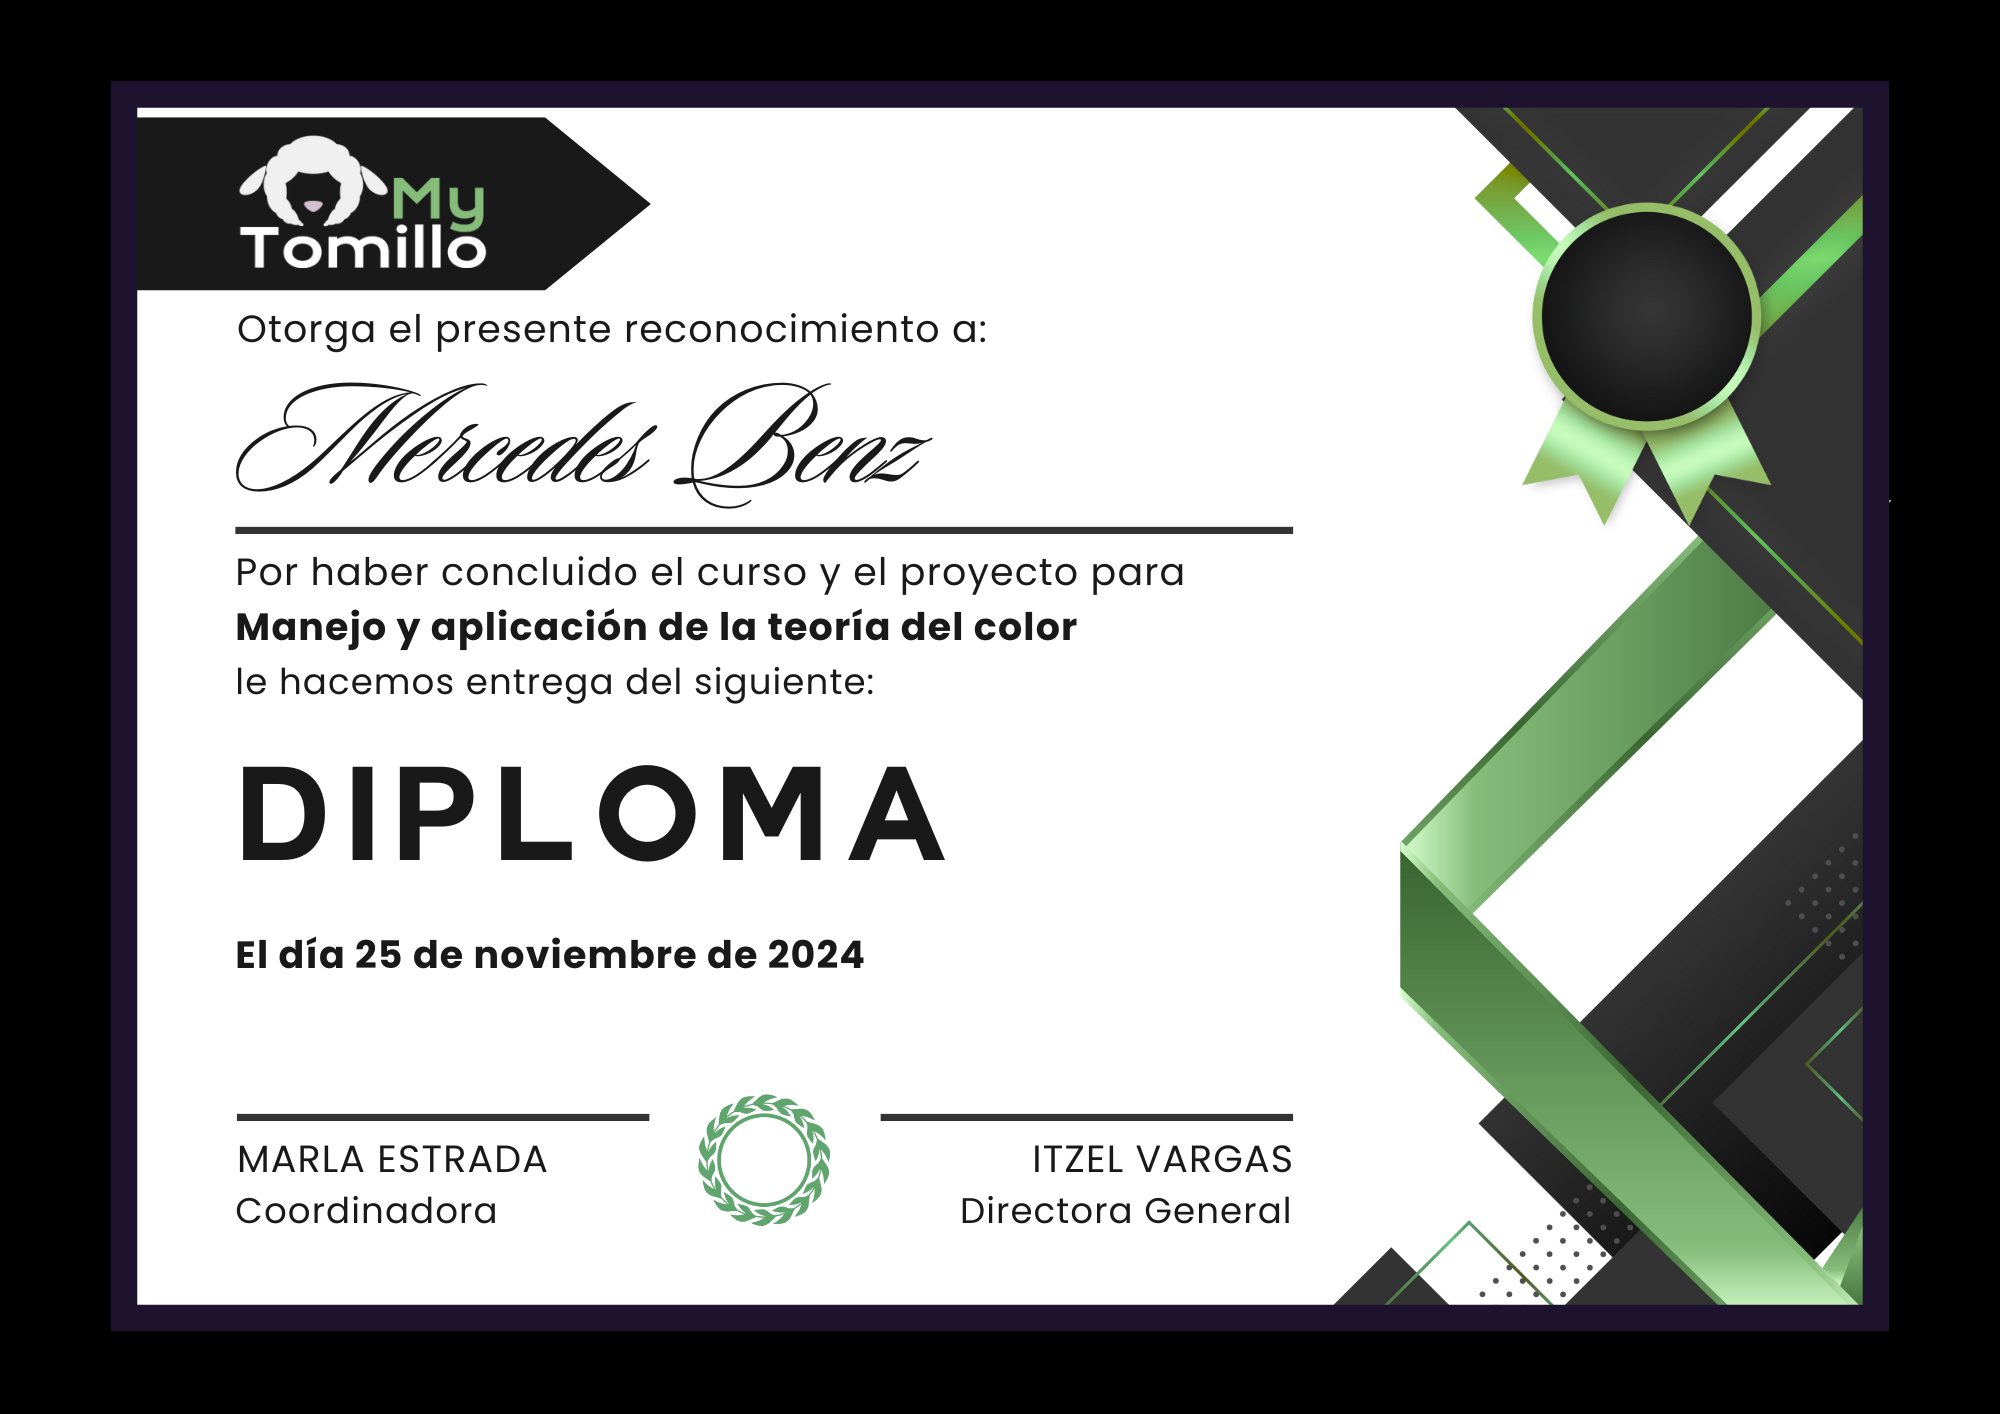 My
Tomillo
Otorga el presente reconocimiento a:
Mercedes Benz
Por haber concluido el curso y el proyecto para
Manejo y aplicación de la teoría del color
le hacemos entrega del siguiente:
DIPLOMA
El día 25 de noviembre de 2024
MARLA ESTRADA
Coordinadora
ITZEL VARGAS
Directora General